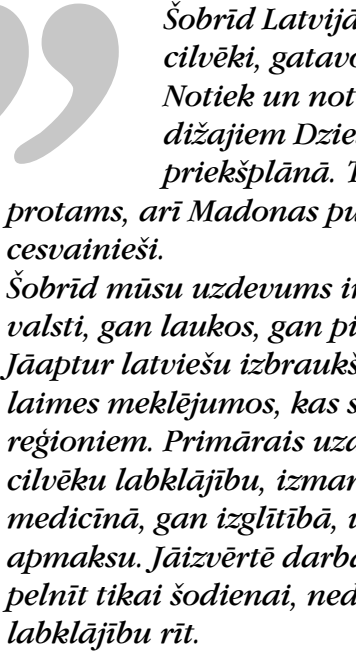 Šobrīd Latvijā
cilvēki, gatavo
Notiek un not
dižajiem Dzie
priekšplānā. T
protams, arī Madonas pu
cesvainieši.
Šobrīd mūsu uzdevums ir
valsti, gan laukos, gan pi
Jāaptur latviešu izbraukš
laimes meklējumos, kas s
reģioniem. Primārais uzd
cilvēku labklājību, izman
medicīnā, gan izglītībā, u
apmaksu. Jāizvērtē darba
pelnīt tikai šodienai, ned
labklājību rīt.